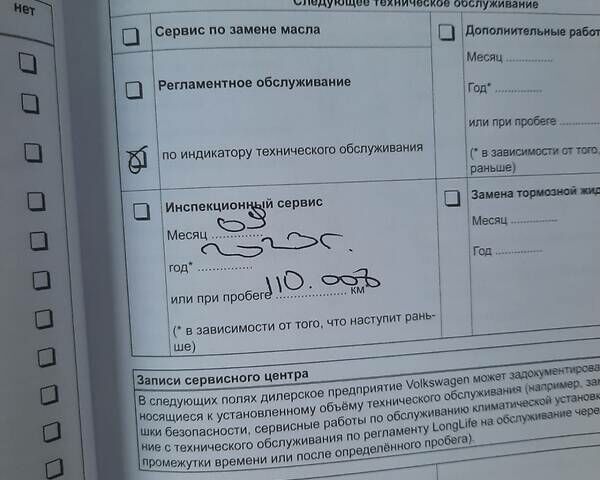 нет
Следующее техническое обслуживание
Сервис по замене масла
Дополнительные работ
Месяц
Год*
или при пробеге
(* в зависимости от того,
раньше)
Регламентное обслуживание
по индикатору технического обслуживания
Инспекционный сервис
Месяц 09
год* 2023г.
или при пробеге 110.000 км
(* в зависимости от того, что наступит рань-
ше)
Замена тормозной жид
Месяц
Год
Записи сервисного центра
В следующих полях дилерское предприятие Volkswagen может задокументирова
носящиеся к установленному объёму технического обслуживания (например, зам
шки безопасности, сервисные работы по обслуживанию климатической установк
ние с технического обслуживания по регламенту LongLife на обслуживание чере
промежутки времени или после определённого пробега).